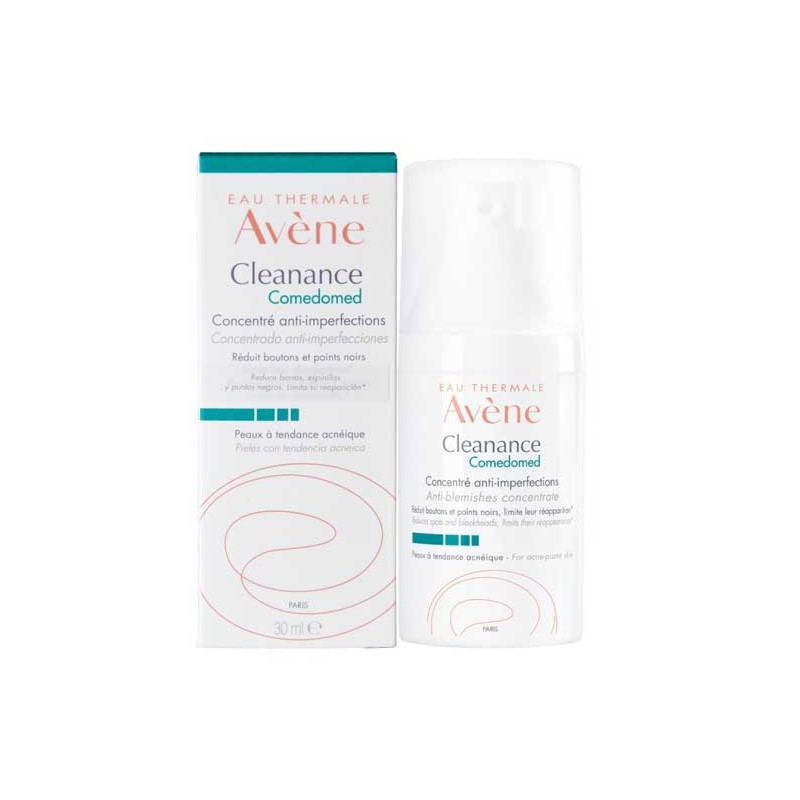 EAU THERMALE
Avène
Cleanance
Comedomed
Concentré anti-imperfections
Concentrado anti-imperfecciones
Réduit boutons et points noirs
Reduce barros, espinillas
y puntos negros. Limita su reaparición*
Peaux à tendance acnéique
Pieles con tendencia acneica
PARIS
30 ml ℮
EAU THERMALE
Avène
Cleanance
Comedomed
Concentré anti-imperfections
Anti-blemishes concentrate
Réduit boutons et points noirs, limite leur réapparition*
Reduces spots and blackheads, limits their reappearance*
Peaux à tendance acnéique - For acne-prone skin
PARIS